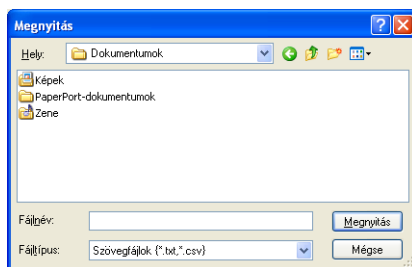 Megnyitás
Hely: Dokumentumok
Képek
PaperPort-dokumentumok
Zene
Fájlnév: Megnyitás
Fájltípus: Szövegfájlok {*.txt,*.csv} Mégse